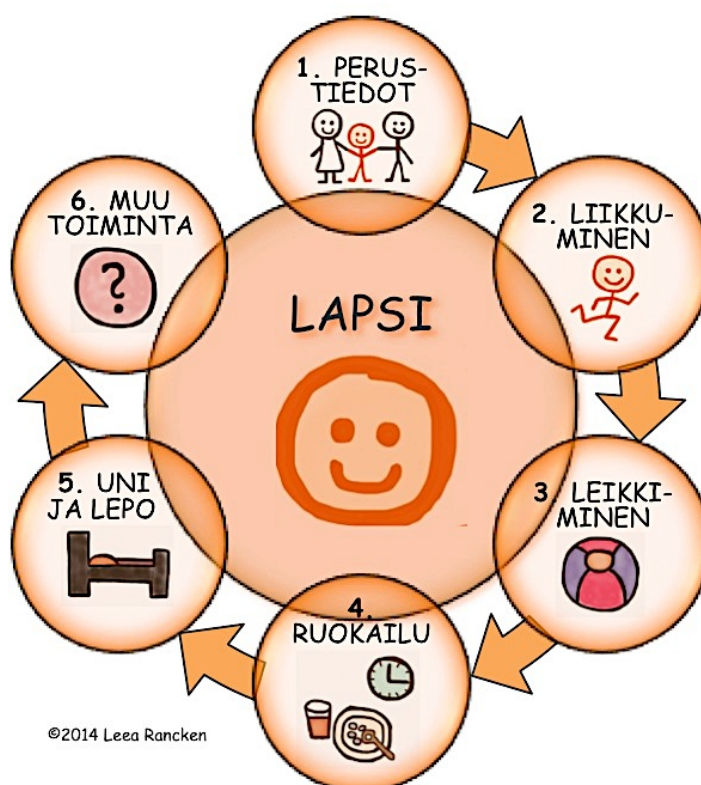 1. PERUS-
TIEDOT
2. LIIKKU-
MINEN
3. LEIKKI-
MINEN
4.
RUOKAILU
5. UNI
JA LEPO
6. MUU
TOIMINTA
?
LAPSI
©2014 Leea Rancken